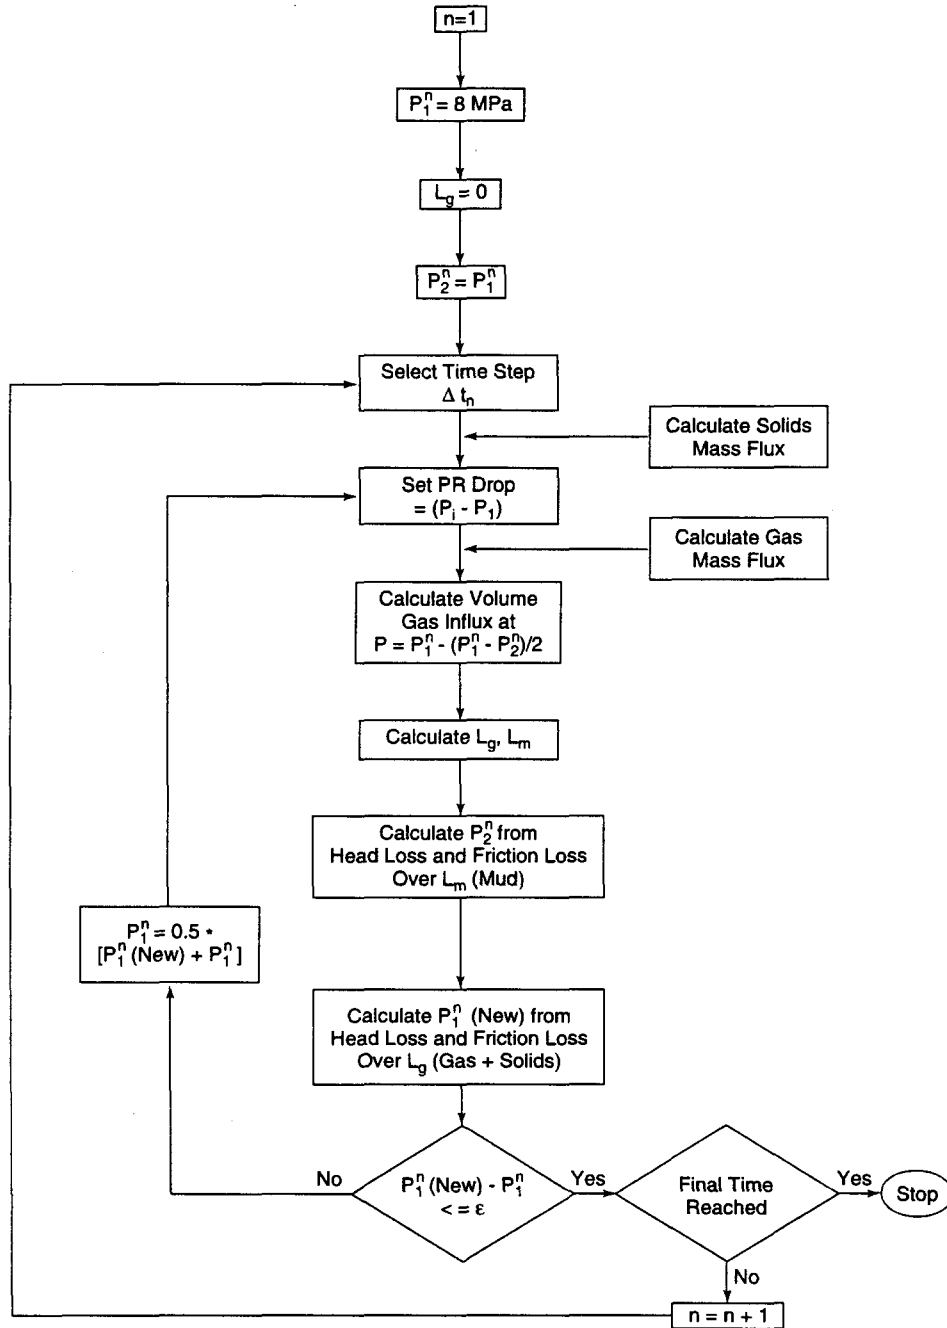 n=1
P₁ⁿ = 8 MPa
L_g = 0
P₂ⁿ = P₁ⁿ
Select Time Step
Δ tₙ
Calculate Solids
Mass Flux
Set PR Drop
= (Pᵢ - P₁)
Calculate Gas
Mass Flux
Calculate Volume
Gas Influx at
P = P₁ⁿ - (P₁ⁿ - P₂ⁿ)/2
Calculate L_g, L_m
Calculate P₂ⁿ from
Head Loss and Friction Loss
Over L_m (Mud)
P₁ⁿ = 0.5 *
[P₁ⁿ (New) + P₁ⁿ ]
Calculate P₁ⁿ (New) from
Head Loss and Friction Loss
Over L_g (Gas + Solids)
No
P₁ⁿ (New) - P₁ⁿ
< = ε
Yes
Final Time
Reached
Yes
Stop
No
n = n + 1